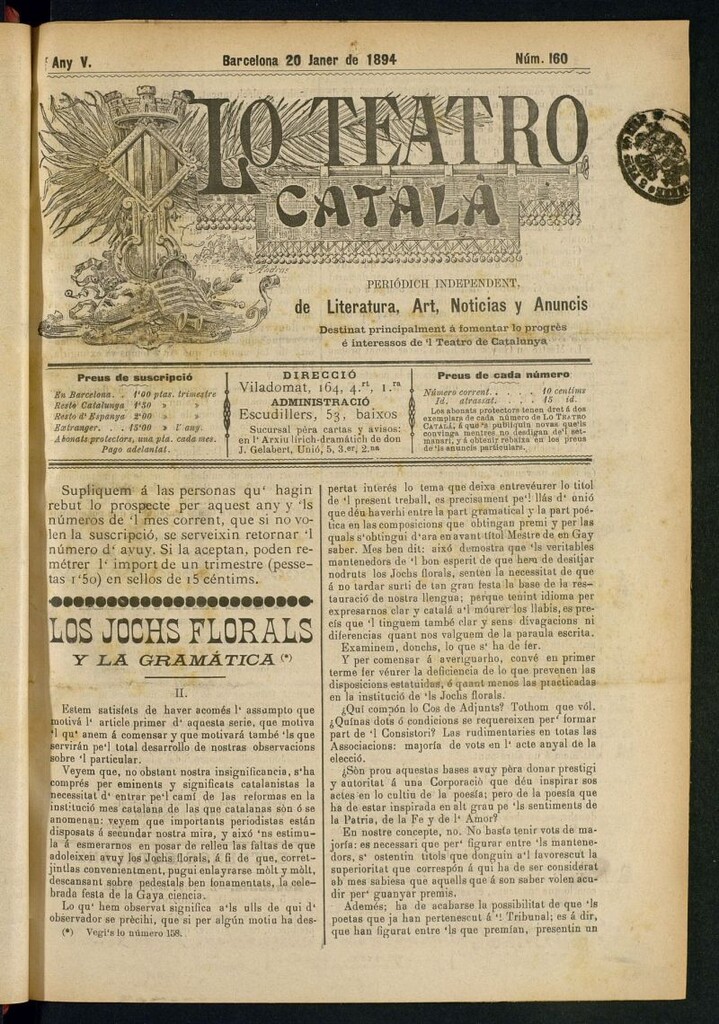 Any V.
Barcelona 20 Janer de 1894
Núm. 160
LO TEATRO
CATALÀ
PERIÓDICH INDEPENDENT,
de Literatura, Art, Noticias y Anuncis
Destinat principalment á fomentar lo progrés
é interessos de 'l Teatro de Catalunya
Preus de suscripció
En Barcelona. . 1'00 ptas. trimestre
Resto Catalunya 1'50 » »
Resto d'Espanya 2'00 » »
Extranger. . . 15'00 » l' any.
Abonats protectors, una pta. cada mes.
Pago adelantat.
DIRECCIÓ
Viladomat, 164, 4.rt, 1.ra
ADMINISTRACIÓ
Escudillers, 53, baixos
Sucursal péra cartas y avisos:
en l' Arxiu lírich-dramátich de don
J. Gelabert, Unió, 5, 3.er; 2.na
Preus de cada número
Número corrent. . . . . 10 céntims
Id. atrassat. . . . . 15 id.
Los abonats protectors tenen dret á dos
exemplars de cada número de LO TEATRO
CATALÁ, á que's publiquin novas que'ls
convinga mentres no desdigan de'l set-
manari, y á obtenir rebaixa en los preus
de'ls anuncis particulars.
Supliquem á las personas qu' hagin
rebut lo prospecte per aquest any y 'ls
números de 'l mes corrent, que si no vo-
len la suscripció, se serveixin retornar 'l
número d' avuy. Si la aceptan, poden re-
métrer l' import de un trimestre (pesse-
tas 1'50) en sellos de 15 céntims.
LOS JOCHS FLORALS
Y LA GRAMÁTICA (*)
II.
Estem satisfets de haver acomés l' assumpto que
motivá l' article primer d' aquesta serie, que motiva
'l qu' anem á comensar y que motivará també 'ls que
servirán pe'l total desarrollo de nostras observacions
sobre 'l particular.
Veyem que, no obstant nostra insignificancia, s'ha
comprés per eminents y significats catalanistas la
necessitat d' entrar pe'l camí de las reformas en la
institució mes catalana de las que catalanas són ó se
anomenan: veyem que importants periodistas están
disposats á secundar nostra mira, y aixó 'ns estimu-
la á esmerarnos en posar de relleu las faltas de que
adoleixen avuy los Jochs florals, á fi de que, corret-
jintlas convenientment, pugui enlayrarse mòlt y mòlt,
descansant sobre pedestals ben fonamentats, la cele-
brada festa de la Gaya ciencia.
Lo qu' hem observat significa a'ls ulls de qui d'
observador se prècihi, que si per algún motiu ha des-
(*) Vegi's lo número 158.
pertat interés lo tema que deixa entreveurer lo titol
de 'l present treball, es precisament pe'l llás d' unió
que déu haverhi entre la part gramatical y la part poé-
tica en las composicions que obtingan premi y per las
quals s'obtingui d'ara en avant titol Mestre de en Gay
saber. Mes ben dit: aixó demostra que 'ls veritables
mantenedors de 'l bon esperit de que hem de desitjar
nodruts los Jochs florals, senten la necessitat de que
á no tardar surti de tan gran festa la base de la res-
tauració de nostra llengua; perque tenint idioma per
expresarnos clar y catalá a'l móurer los llabis, es pre-
cís que 'l tinguem també clar y sens divagacions ni
diferencias quant nos valguem de la paraula escrita.
Examinem, donchs, lo que s' ha de fer.
Y per comensar á averiguarho, convé en primer
terme fer véurer la deficiencia de lo que prevenen las
disposicions estatuidas, ó quant menos las practicadas
en la institució de 'ls Jochs florals.
¿Quí compón lo Cos de Adjunts? Tothom que vól.
¿Quínas dots ó condicions se requereixen per' formar
part de 'l Consistori? Las rudimentarias en totas las
Associacions: majoría de vots en l' acte anyal de la
elecció.
¿Són prou aquestas bases avuy péra donar prestigi
y autoritat á una Corporació que déu inspirar sos
actes en lo cultiu de la poesía; pero de la poesía que
ha de estar inspirada en alt grau pe 'ls sentiments de
la Patria, de la Fe y de l' Amor?
En nostre concepte, no. No basta tenir vots de ma-
joría: es necessari que per' figurar entre 'ls mantene-
dors, s' ostentin titols que donguin a'l favorescut la
superioritat que correspón á qui ha de ser considerat
ab mes sabiesa que aquells que á son saber volen acu-
dir per' guanyar premis.
Ademés; ha de acabarse la possibilitat de que 'ls
poetas que ja han pertenescut á 'l Tribunal; es á dir,
que han figurat entre 'ls que premían, presentin un